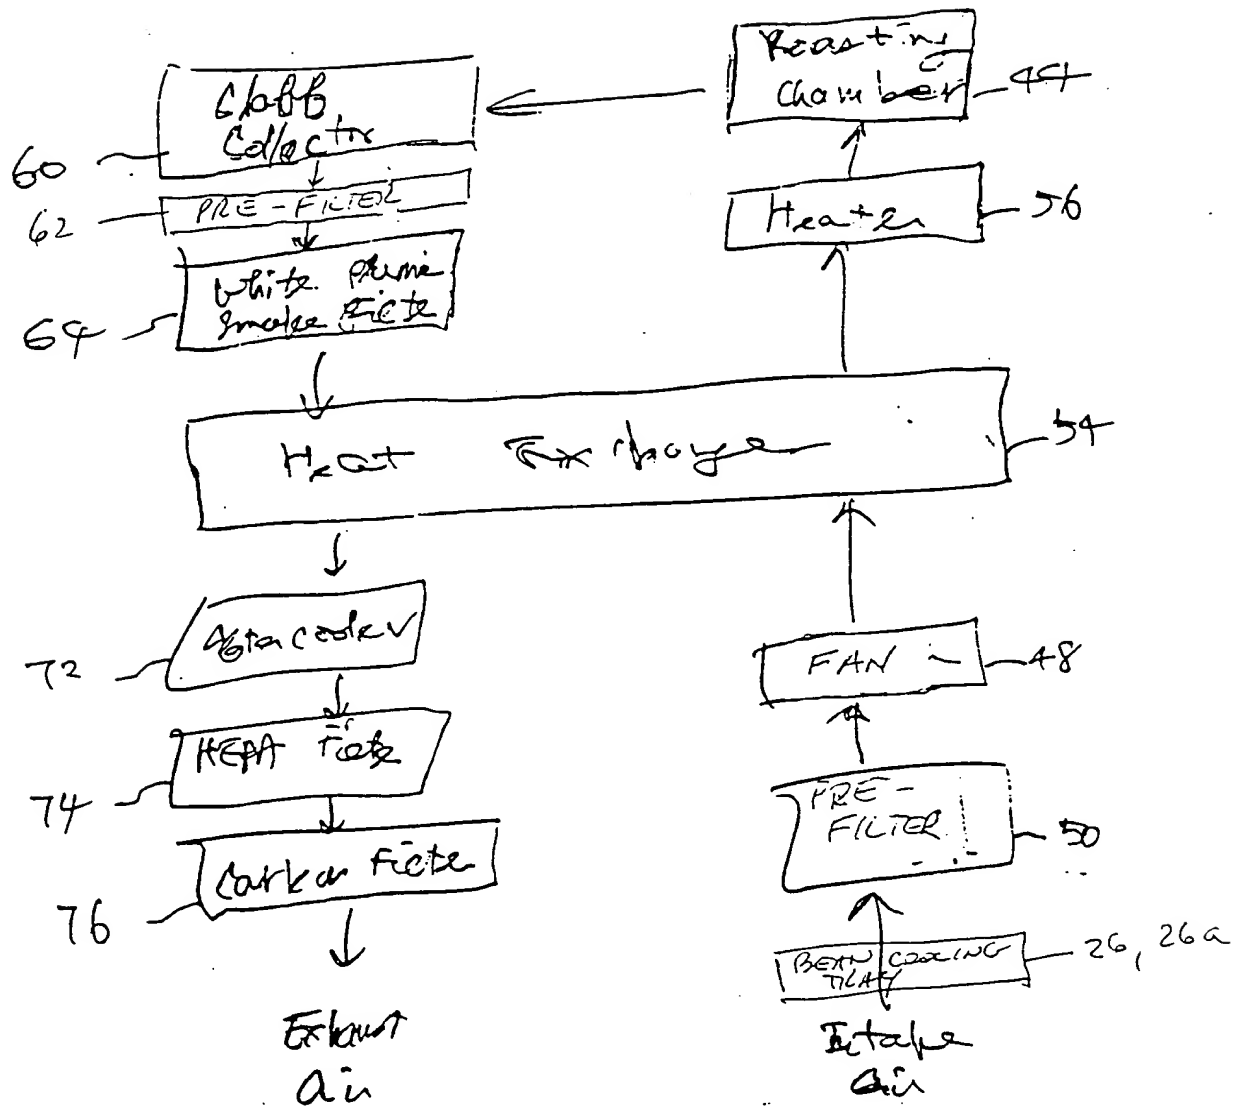 Roasting
Chamber
44
Chaff
Collector
60
PRE-FILTER
62
Heater
56
White Plume
Smoke Filter
64
Heat Exchanger
54
Aftercooler
72
FAN
48
HEPA Filter
74
PRE-
FILTER
50
Carbon Filter
76
BEAN COOLING
TRAY
26, 26a
Exhaust
Air
Intake
Air